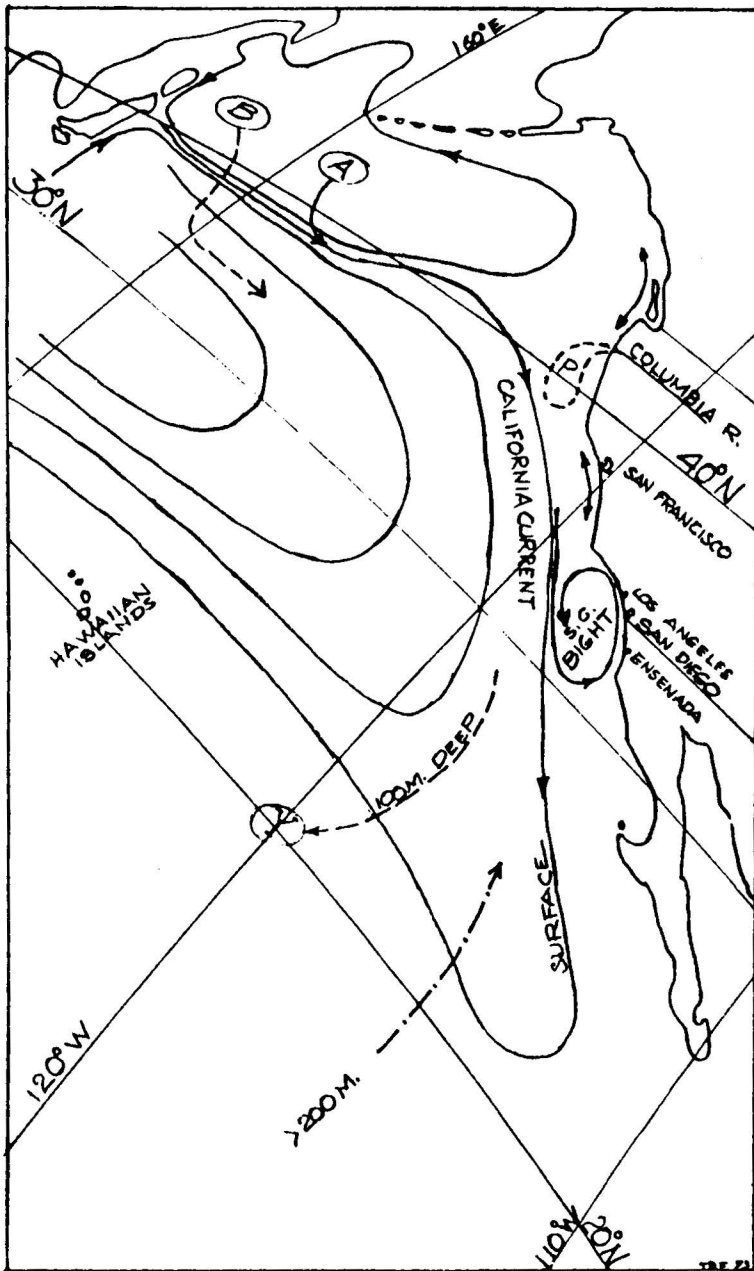 160°E
B
A
30°N
P
COLUMBIA R.
40°N
CALIFORNIA CURRENT
SAN FRANCISCO
HAWAIIAN
ISLANDS
S.C.
BIGHT
LOS ANGELES
SAN DIEGO
ENSENADA
100M. DEEP
SURFACE
120°W
>200M.
110°W
20°N